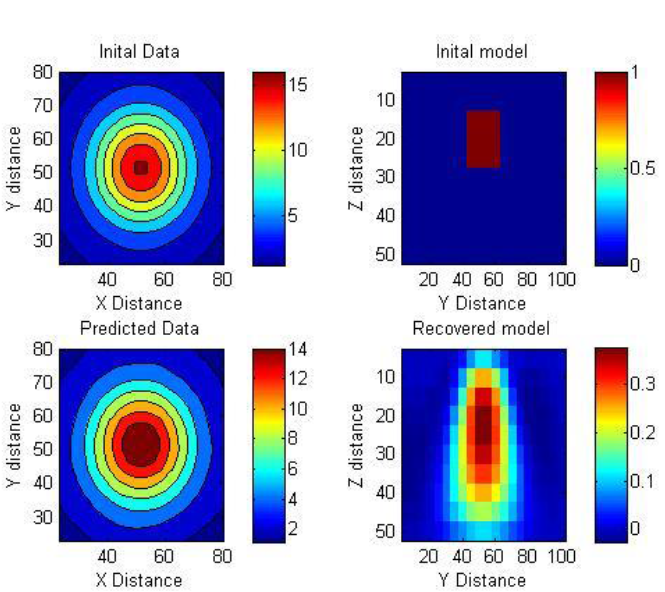 Inital Data
80
70
60
50
40
30
Y distance
40 60 80
X Distance
15
10
5
Inital model
10
20
30
40
50
Z distance
20 40 60 80 100
Y Distance
1
0.5
0
Predicted Data
80
70
60
50
40
30
Y distance
40 60 80
X Distance
14
12
10
8
6
4
2
Recovered model
10
20
30
40
50
Z distance
20 40 60 80 100
Y Distance
0.3
0.2
0.1
0